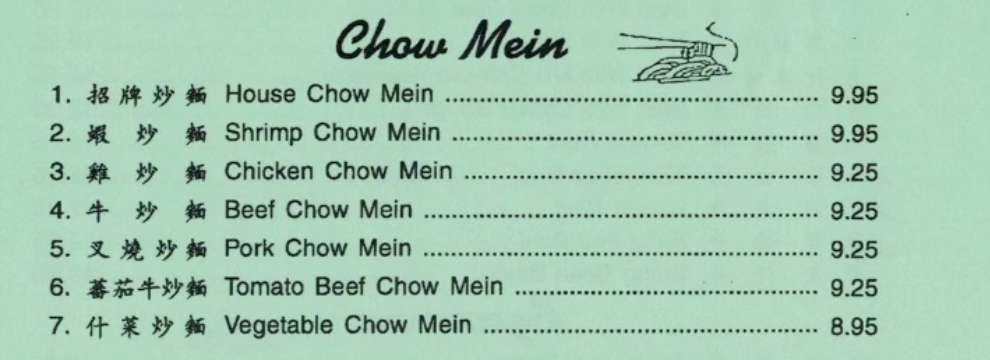 Chow Mein
1. 招牌炒麵 House Chow Mein 9.95
2. 蝦炒麵 Shrimp Chow Mein 9.95
3. 雞炒麵 Chicken Chow Mein 9.25
4. 牛炒麵 Beef Chow Mein 9.25
5. 叉燒炒麵 Pork Chow Mein 9.25
6. 蕃茄牛炒麵 Tomato Beef Chow Mein 9.25
7. 什菜炒麵 Vegetable Chow Mein 8.95